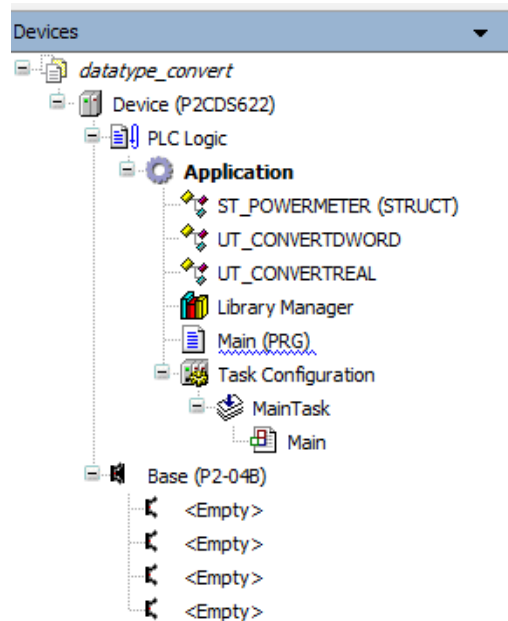 Devices
datatype_convert
Device (P2CDS622)
PLC Logic
Application
ST_POWERMETER (STRUCT)
UT_CONVERTDWORD
UT_CONVERTREAL
Library Manager
Main (PRG)
Task Configuration
MainTask
Main
Base (P2-04B)
<Empty>
<Empty>
<Empty>
<Empty>